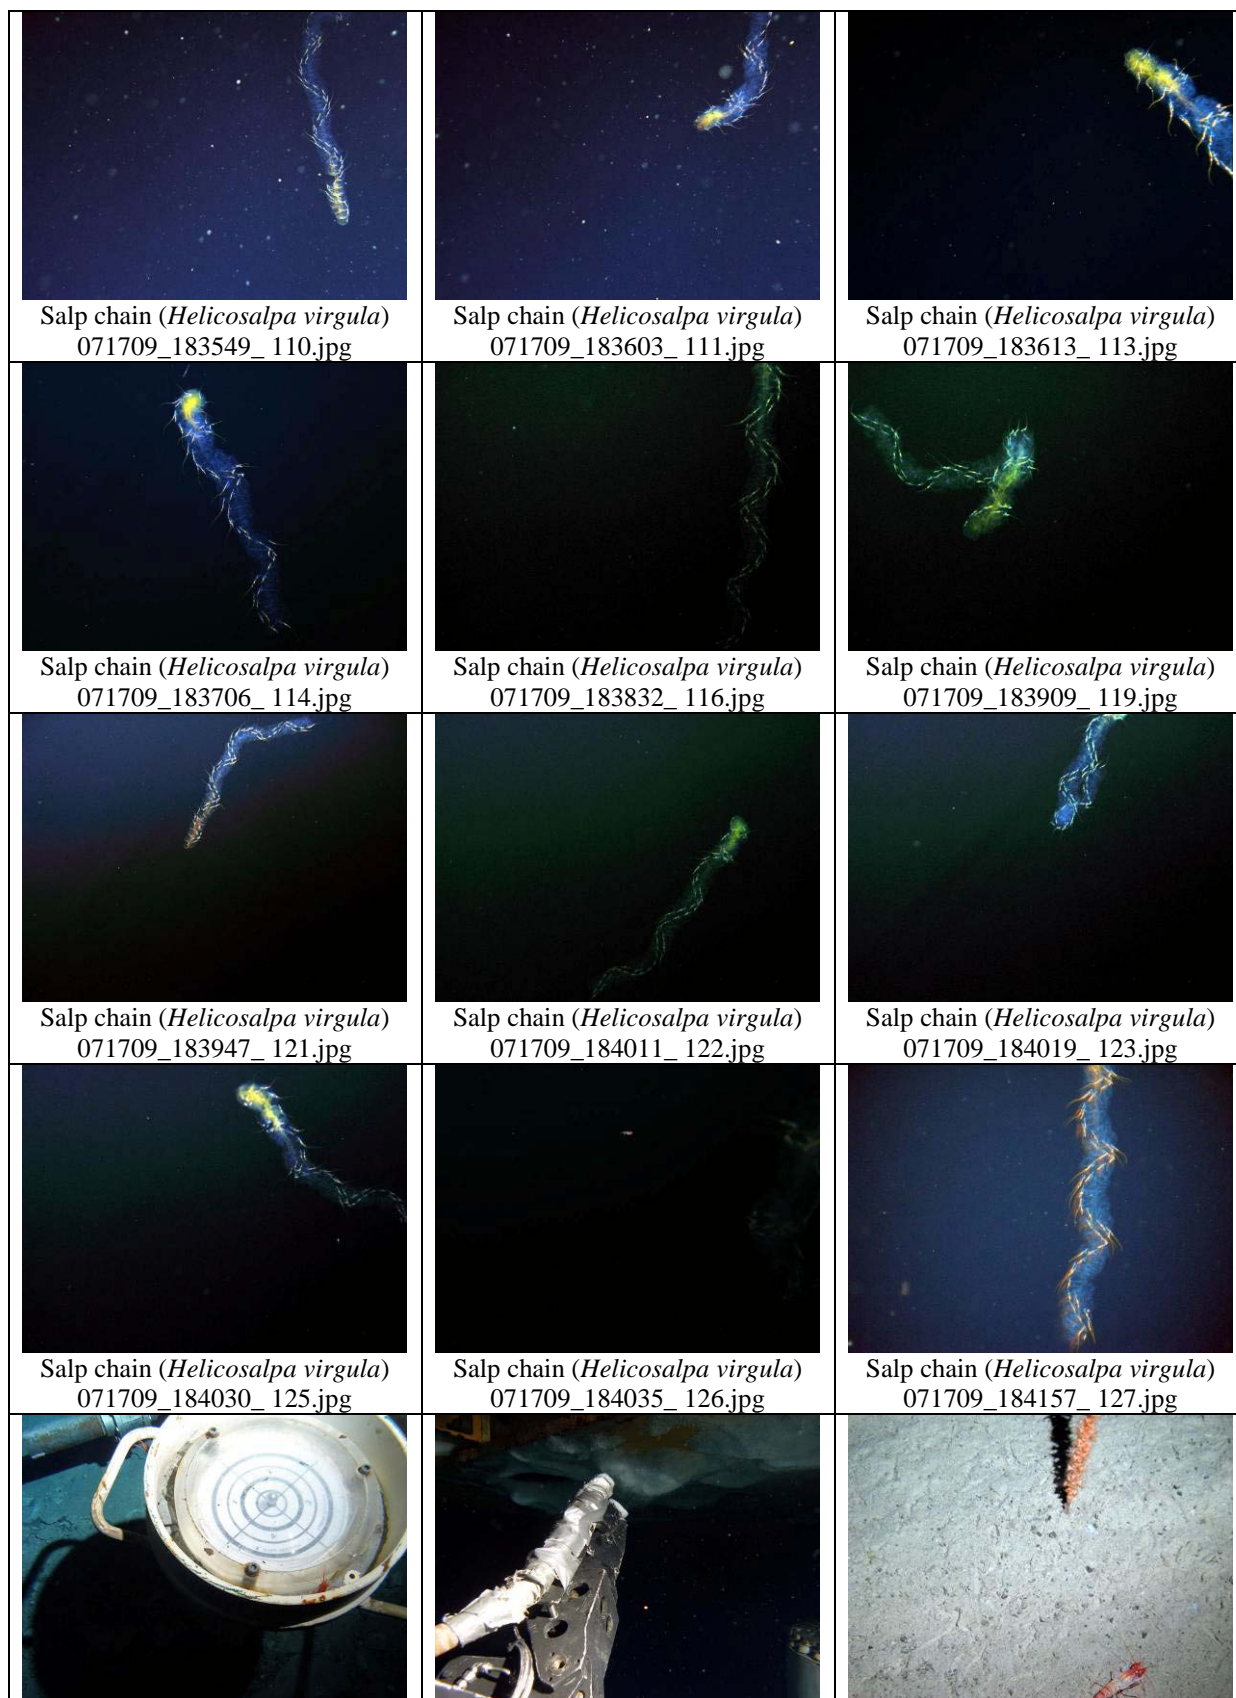 Salp chain (Helicosalpa virgula)
071709_183549_ 110.jpg
Salp chain (Helicosalpa virgula)
071709_183603_ 111.jpg
Salp chain (Helicosalpa virgula)
071709_183613_ 113.jpg
Salp chain (Helicosalpa virgula)
071709_183706_ 114.jpg
Salp chain (Helicosalpa virgula)
071709_183832_ 116.jpg
Salp chain (Helicosalpa virgula)
071709_183909_ 119.jpg
Salp chain (Helicosalpa virgula)
071709_183947_ 121.jpg
Salp chain (Helicosalpa virgula)
071709_184011_ 122.jpg
Salp chain (Helicosalpa virgula)
071709_184019_ 123.jpg
Salp chain (Helicosalpa virgula)
071709_184030_ 125.jpg
Salp chain (Helicosalpa virgula)
071709_184035_ 126.jpg
Salp chain (Helicosalpa virgula)
071709_184157_ 127.jpg